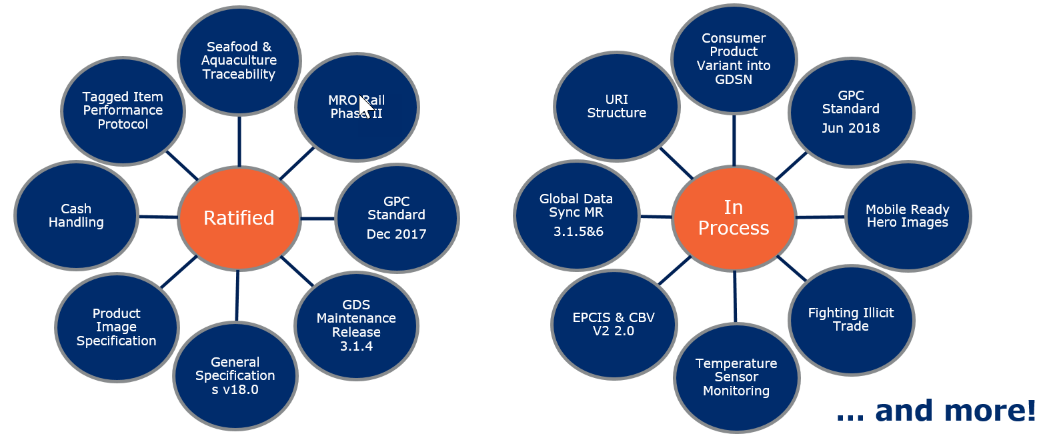 Seafood &
Aquaculture
Traceability
MRO Rail
Phase II
GPC
Standard
Dec 2017
GDS
Maintenance
Release
3.1.4
General
Specification
s v18.0
Product
Image
Specification
Cash
Handling
Tagged Item
Performance
Protocol
Ratified
Consumer
Product
Variant into
GDSN
GPC
Standard
Jun 2018
Mobile Ready
Hero Images
Fighting Illicit
Trade
Temperature
Sensor
Monitoring
EPCIS & CBV
V2 2.0
Global Data
Sync MR
3.1.5&6
URI
Structure
In
Process
... and more!